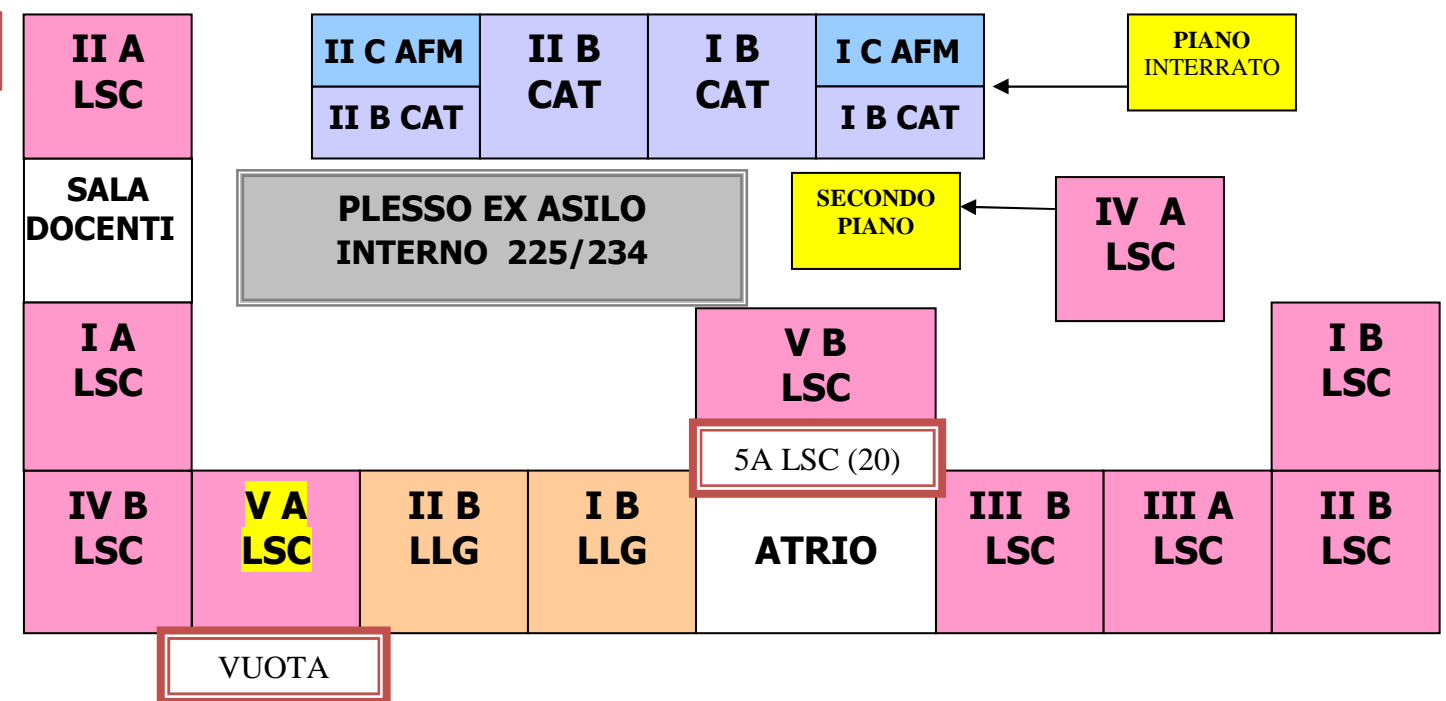 II A
LSC
II C AFM
II B CAT
II B
CAT
I B
CAT
I C AFM
I B CAT
PIANO
INTERRATO
SALA
DOCENTI
PLESSO EX ASILO
INTERNO 225/234
SECONDO
PIANO
IV A
LSC
I A
LSC
V B
LSC
I B
LSC
5A LSC (20)
IV B
LSC
V A
LSC
II B
LLG
I B
LLG
ATRIO
III B
LSC
III A
LSC
II B
LSC
VUOTA